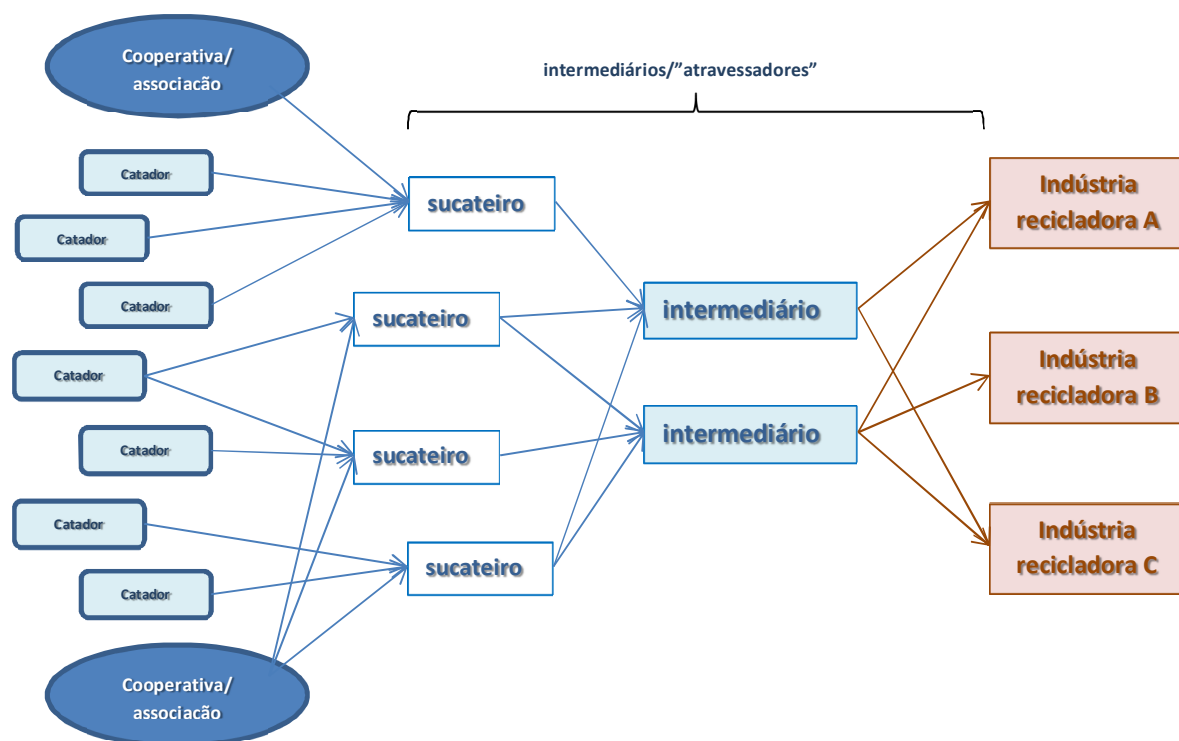 Cooperativa/
associacão
intermediários/”atravessadores”
Catador
Catador
Catador
Catador
Catador
Catador
Catador
Cooperativa/
associacão
sucateiro
sucateiro
sucateiro
sucateiro
intermediário
intermediário
Indústria
recicladora A
Indústria
recicladora B
Indústria
recicladora C